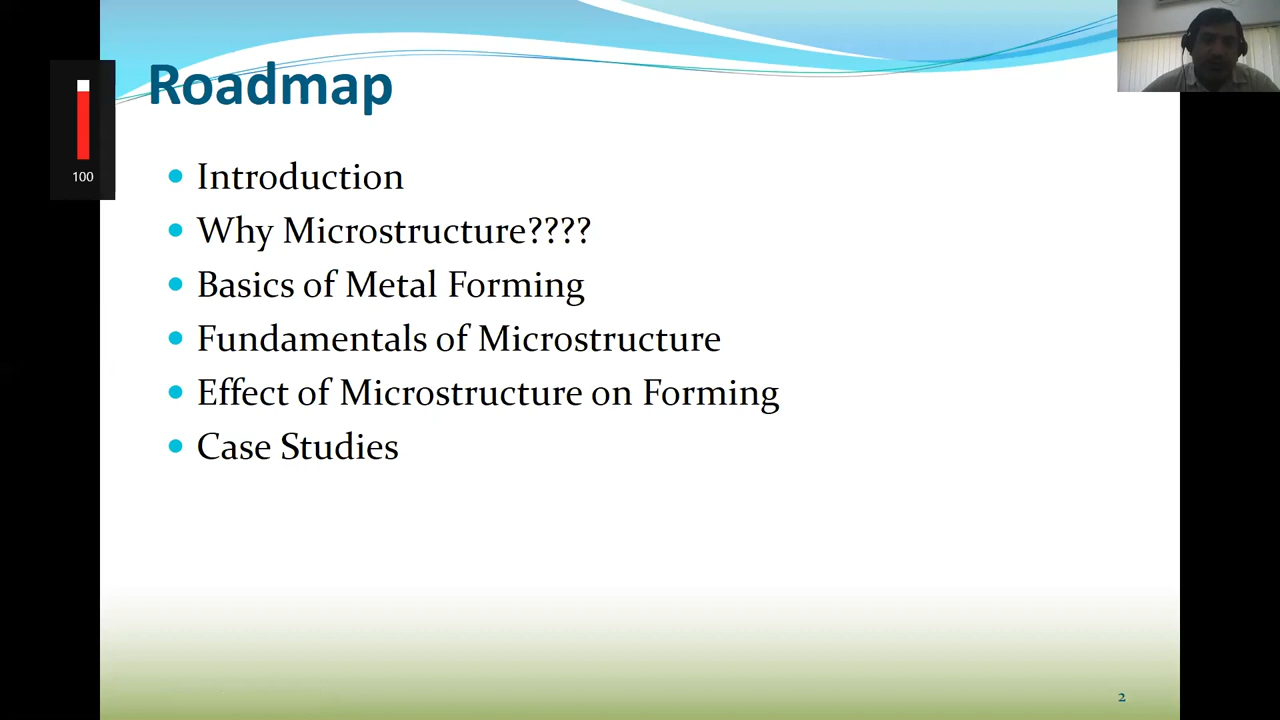 Roadmap
100
Introduction
Why Microstructure????
Basics of Metal Forming
Fundamentals of Microstructure
Effect of Microstructure on Forming
Case Studies
2